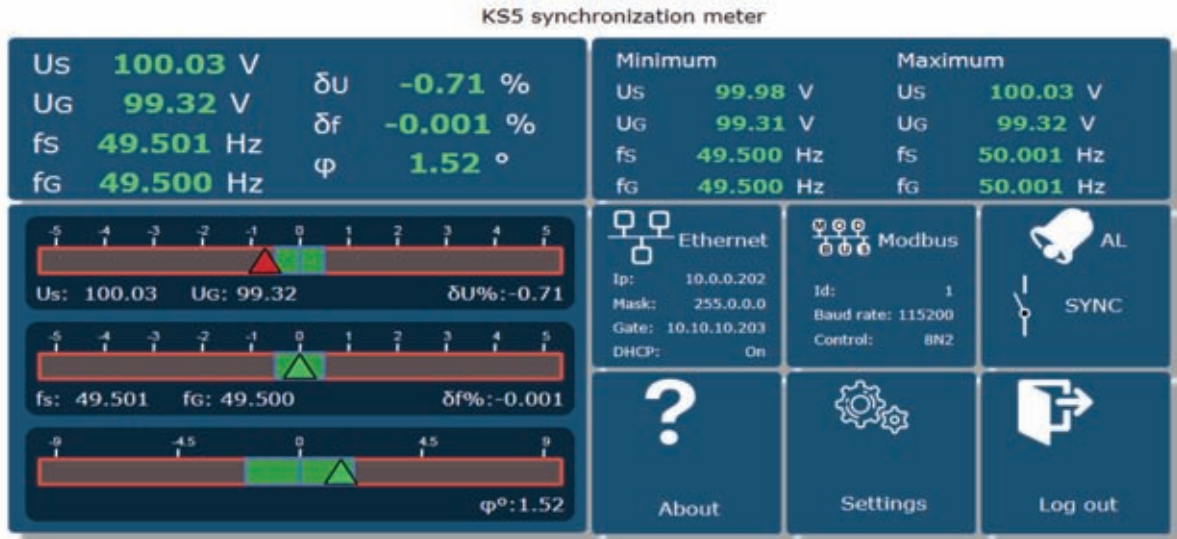 KS5 synchronization meter
US 100.03 V
UG 99.32 V
fS 49.501 Hz
fG 49.500 Hz
δU -0.71 %
δf -0.001 %
φ 1.52 °
Minimum
US 99.98 V
UG 99.31 V
fS 49.500 Hz
fG 49.500 Hz
Maximum
US 100.03 V
UG 99.32 V
fS 50.001 Hz
fG 50.001 Hz
-5 -4 -3 -2 -1 0 1 2 3 4 5
Us: 100.03 UG: 99.32 δU%:-0.71
-5 -4 -3 -2 -1 0 1 2 3 4 5
fs: 49.501 fG: 49.500 δf%:-0.001
-9 -4.5 0 4.5 9
φº:1.52
Ethernet
Ip: 10.0.0.202
Mask: 255.0.0.0
Gate: 10.10.10.203
DHCP: On
MOD
BUS
Modbus
Id: 1
Baud rate: 115200
Control: 8N2
AL
SYNC
?
About
Settings
Log out